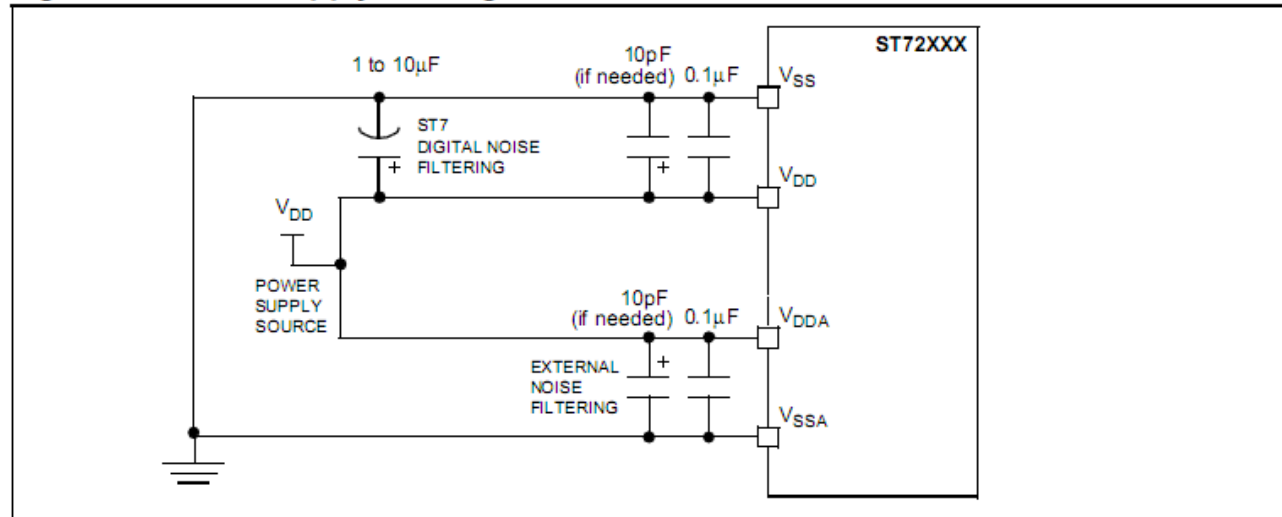 ST72XXX
10pF
(if needed) 0.1μF
1 to 10μF
VSS
ST7
DIGITAL NOISE
FILTERING
+
+
VDD
VDD
POWER
SUPPLY
SOURCE
10pF
(if needed) 0.1μF
VDDA
EXTERNAL
NOISE
FILTERING
+
VSSA